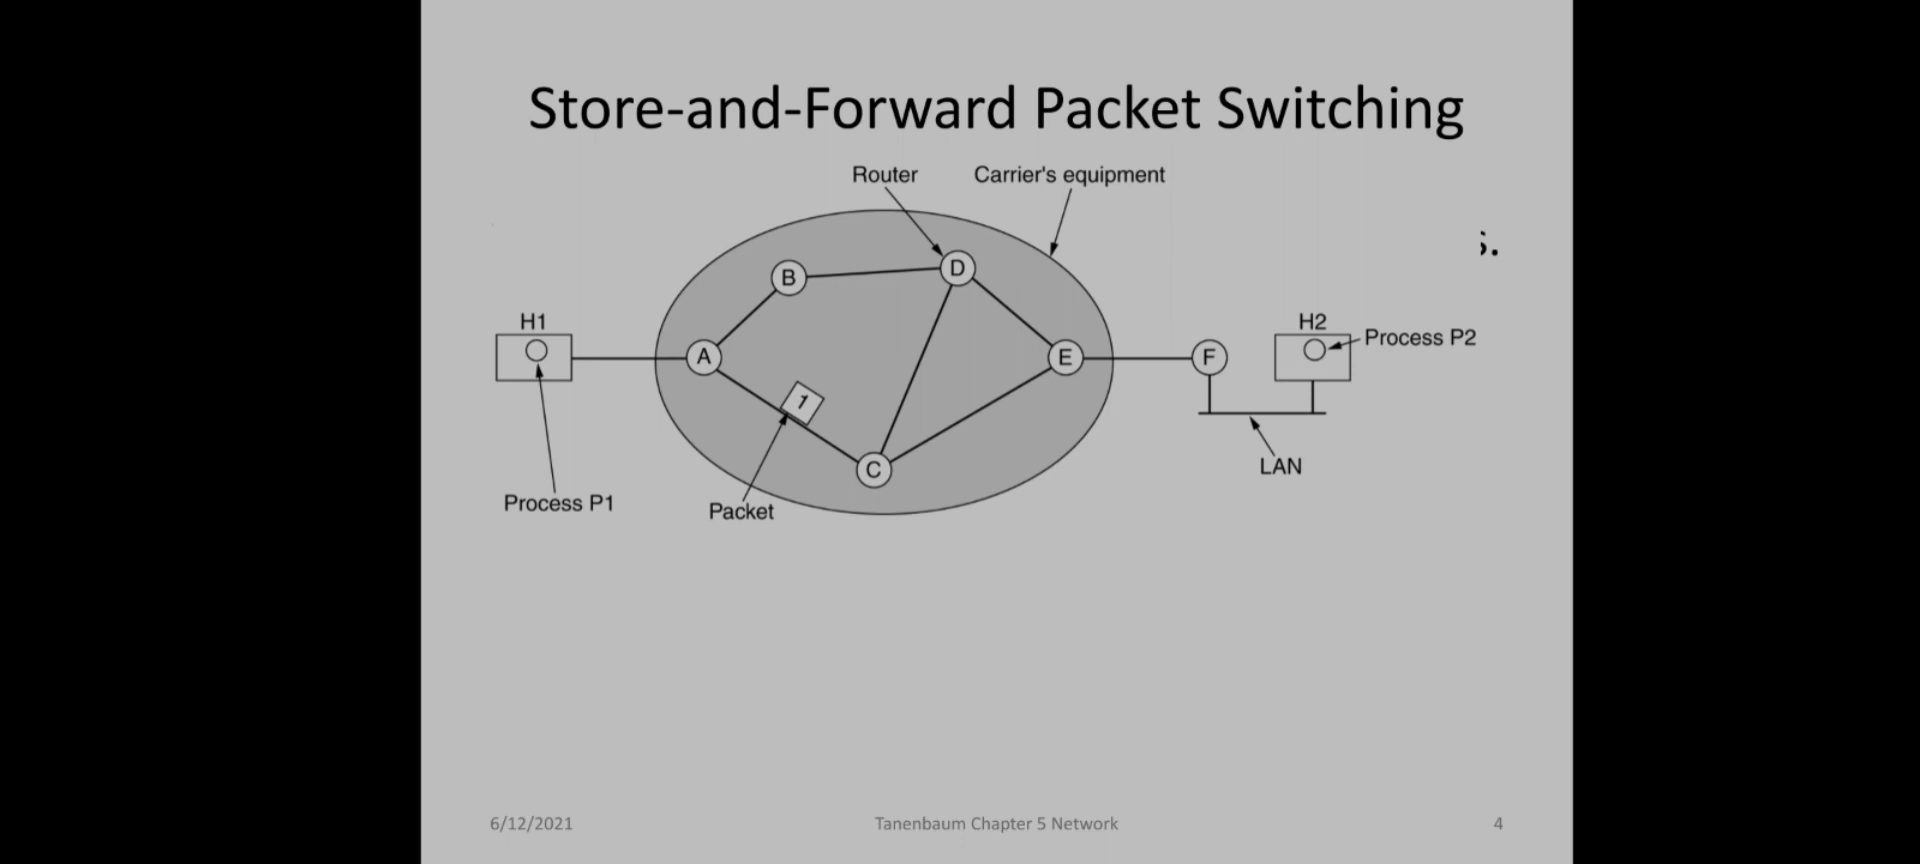 Store-and-Forward Packet Switching
Router
Carrier's equipment
B
D
H1
H2
Process P2
A
E
F
1
C
LAN
Process P1
Packet
6/12/2021
Tanenbaum Chapter 5 Network
4